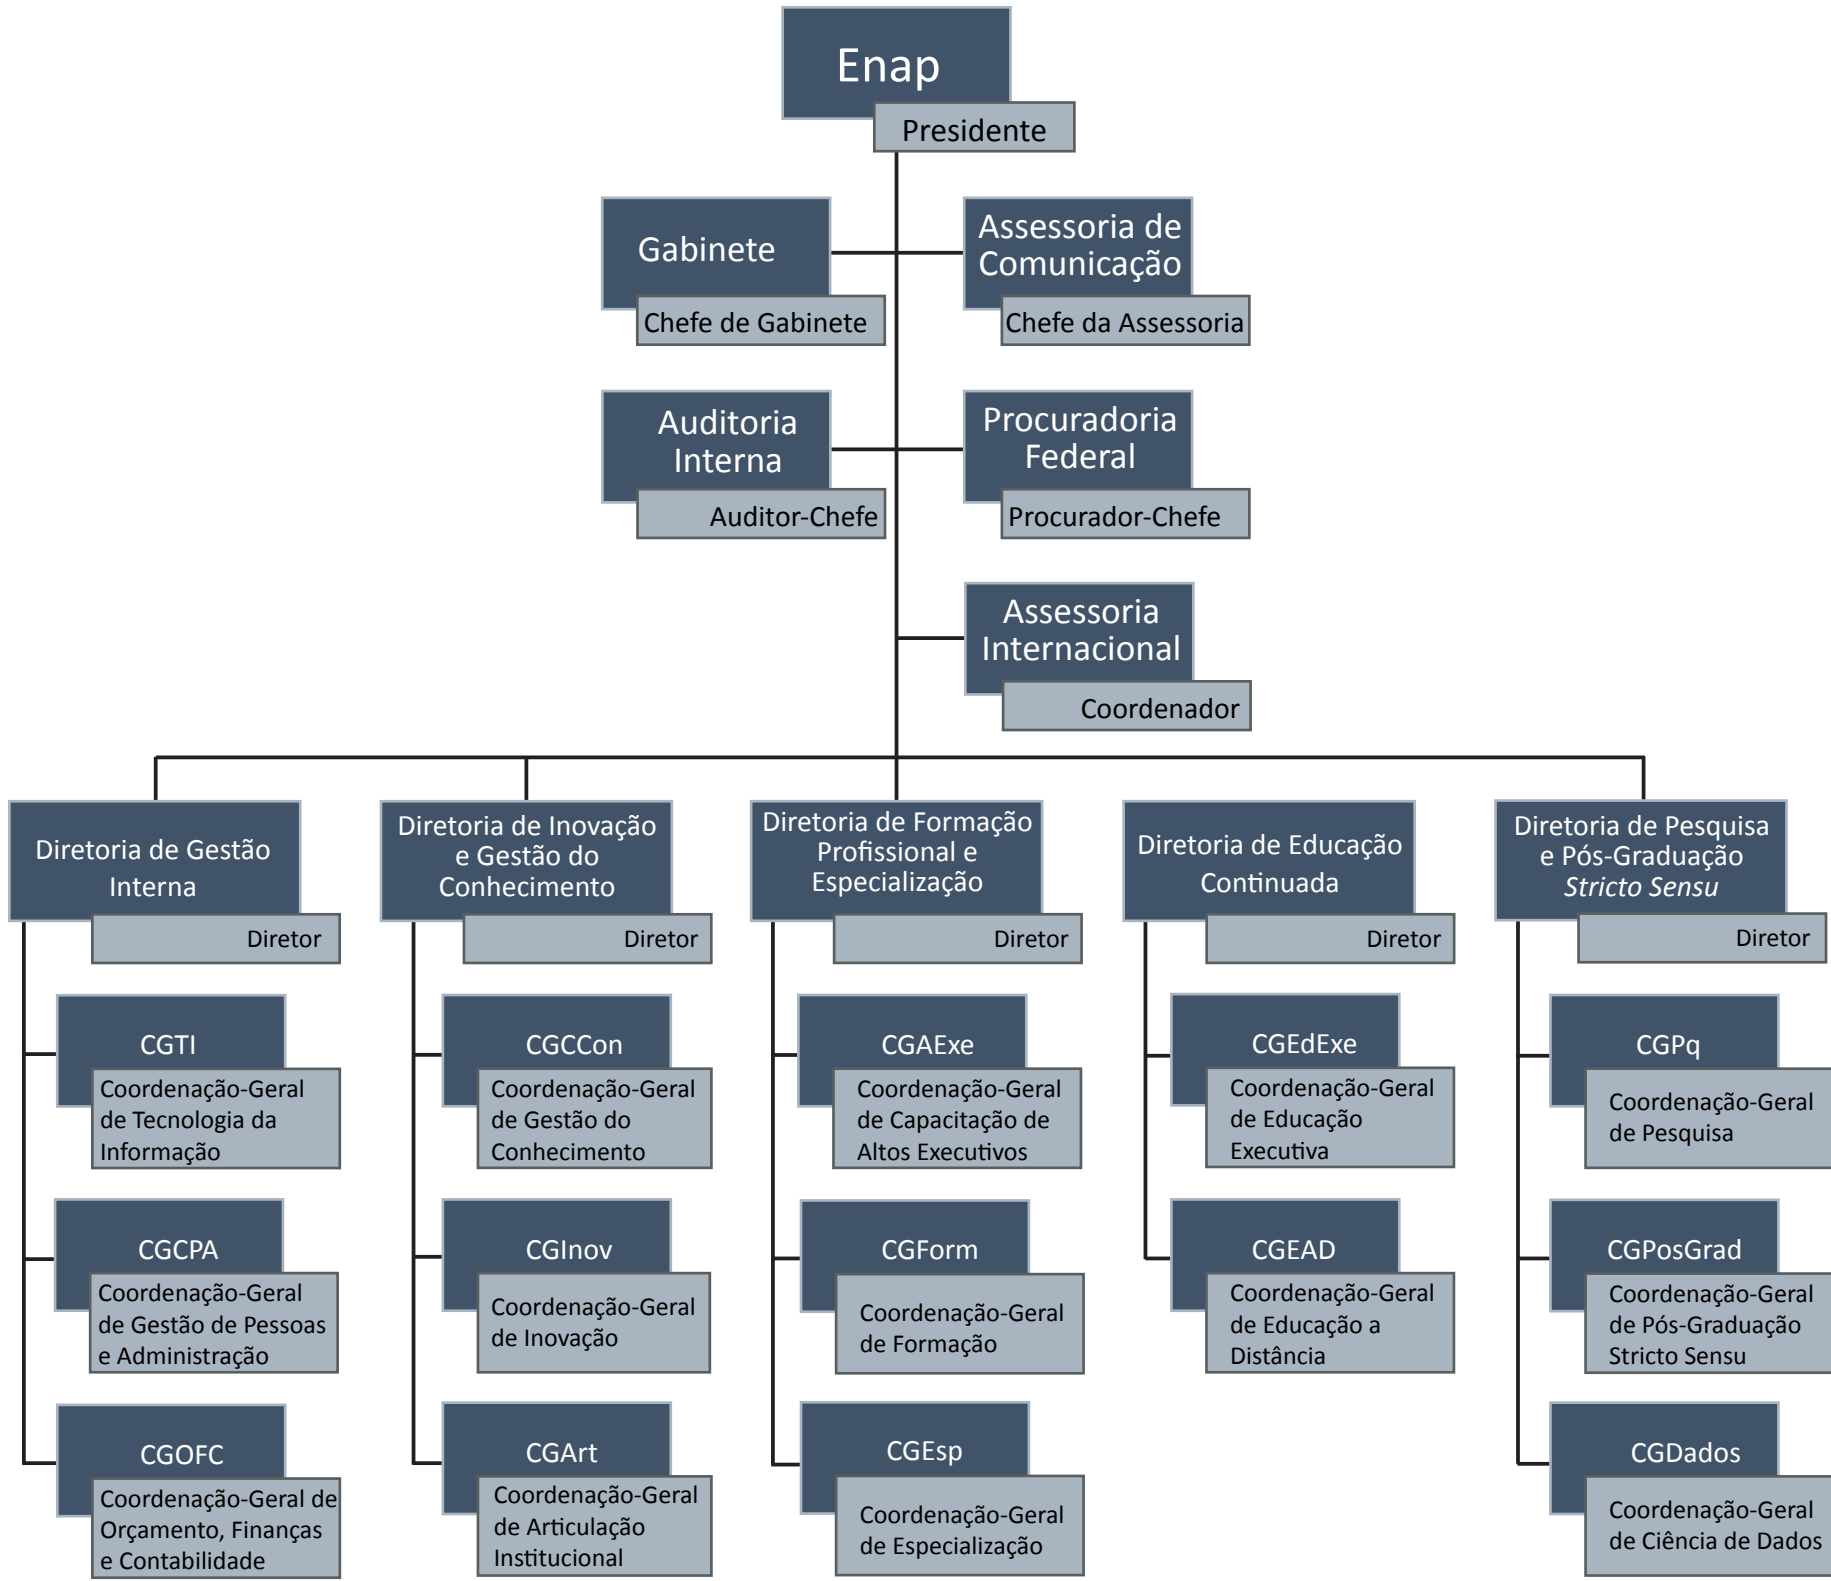 Enap
Presidente
Gabinete
Chefe de Gabinete
Assessoria de
Comunicação
Chefe da Assessoria
Auditoria
Interna
Auditor-Chefe
Procuradoria
Federal
Procurador-Chefe
Assessoria
Internacional
Coordenador
Diretoria de Gestão
Interna
Diretor
CGTI
Coordenação-Geral
de Tecnologia da
Informação
CGCPA
Coordenação-Geral
de Gestão de Pessoas
e Administração
CGOFC
Coordenação-Geral de
Orçamento, Finanças
e Contabilidade
Diretoria de Inovação
e Gestão do
Conhecimento
Diretor
CGCCon
Coordenação-Geral
de Gestão do
Conhecimento
CGInov
Coordenação-Geral
de Inovação
CGArt
Coordenação-Geral
de Articulação
Institucional
Diretoria de Formação
Profissional e
Especialização
Diretor
CGAExe
Coordenação-Geral
de Capacitação de
Altos Executivos
CGForm
Coordenação-Geral
de Formação
CGEsp
Coordenação-Geral
de Especialização
Diretoria de Educação
Continuada
Diretor
CGEdExe
Coordenação-Geral
de Educação
Executiva
CGEAD
Coordenação-Geral
de Educação a
Distância
Diretoria de Pesquisa
e Pós-Graduação
Stricto Sensu
Diretor
CGPq
Coordenação-Geral
de Pesquisa
CGPosGrad
Coordenação-Geral
de Pós-Graduação
Stricto Sensu
CGDados
Coordenação-Geral
de Ciência de Dados